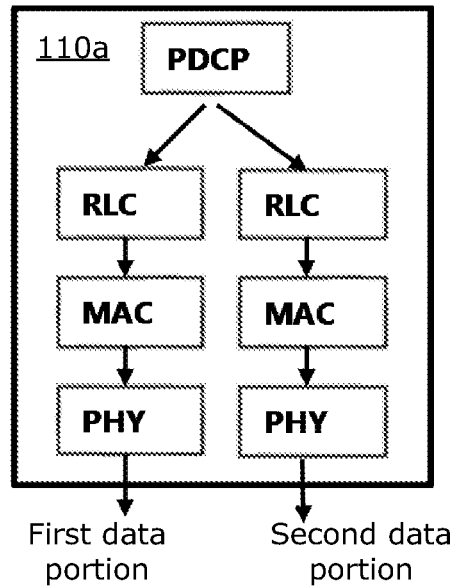 110a
PDCP
RLC RLC
MAC MAC
PHY PHY
First data Second data
portion portion